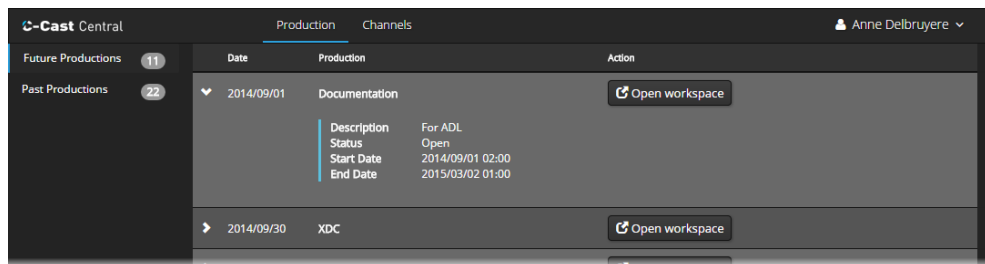 C-Cast Central
Production Channels
Anne Delbruyere
Future Productions 11
Past Productions 22
Date Production Action
2014/09/01 Documentation Open workspace
Description For ADL
Status Open
Start Date 2014/09/01 02:00
End Date 2015/03/02 01:00
2014/09/30 XDC Open workspace